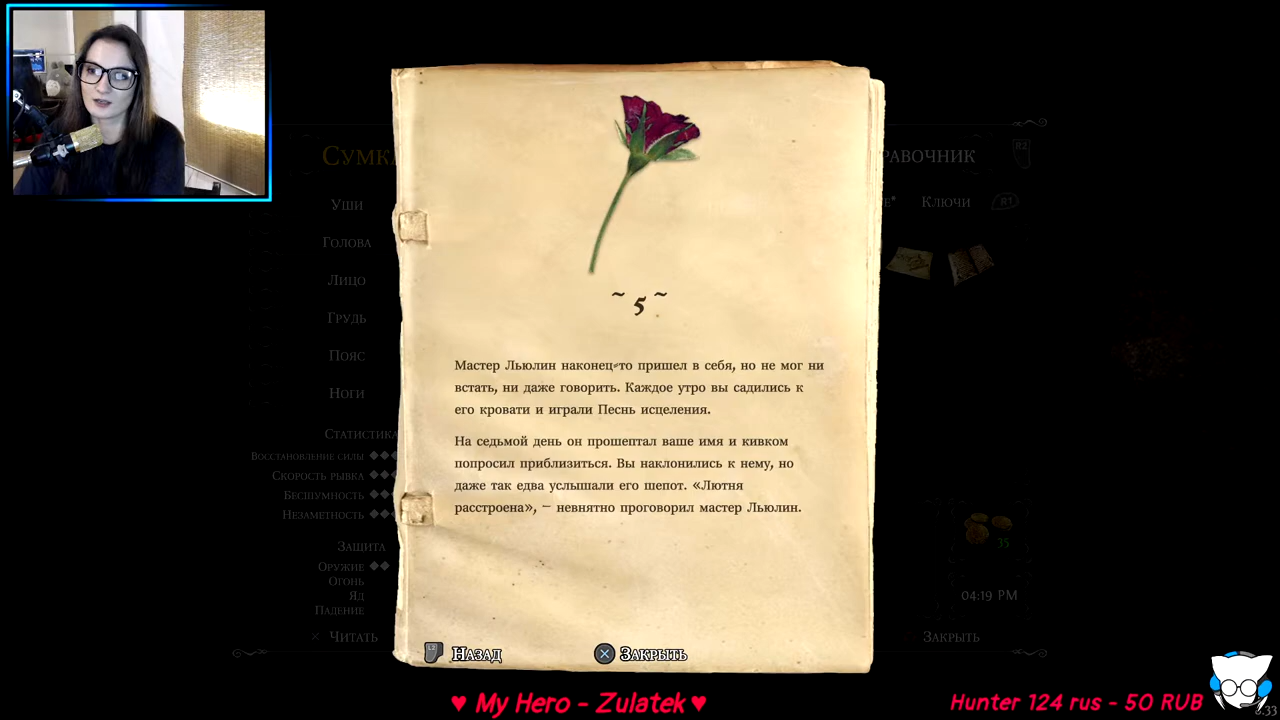 Сумк
равочник
R2
Уши
е"
Ключи
R1
Голова
Лицо
Грудь
Пояс
Ноги
~ 5 ~
Мастер Льюлин наконец-то пришел в себя, но не мог ни
встать, ни даже говорить. Каждое утро вы садились к
его кровати и играли Песнь исцеления.
На седьмой день он прошептал ваше имя и кивком
попросил приблизиться. Вы наклонились к нему, но
даже так едва услышали его шепот. «Лютня
расстроена», — невнятно проговорил мастер Льюлин.
Статистика
Восстановление силы
Скорость рывка
Бесшумность
Незаметность
35
Защита
Оружие
Огонь
Яд
Падение
04:19 PM
Читать
L2 Назад
Закрыть
Закрыть
♥ My Hero - Zulatek ♥
Hunter 124 rus - 50 RUB